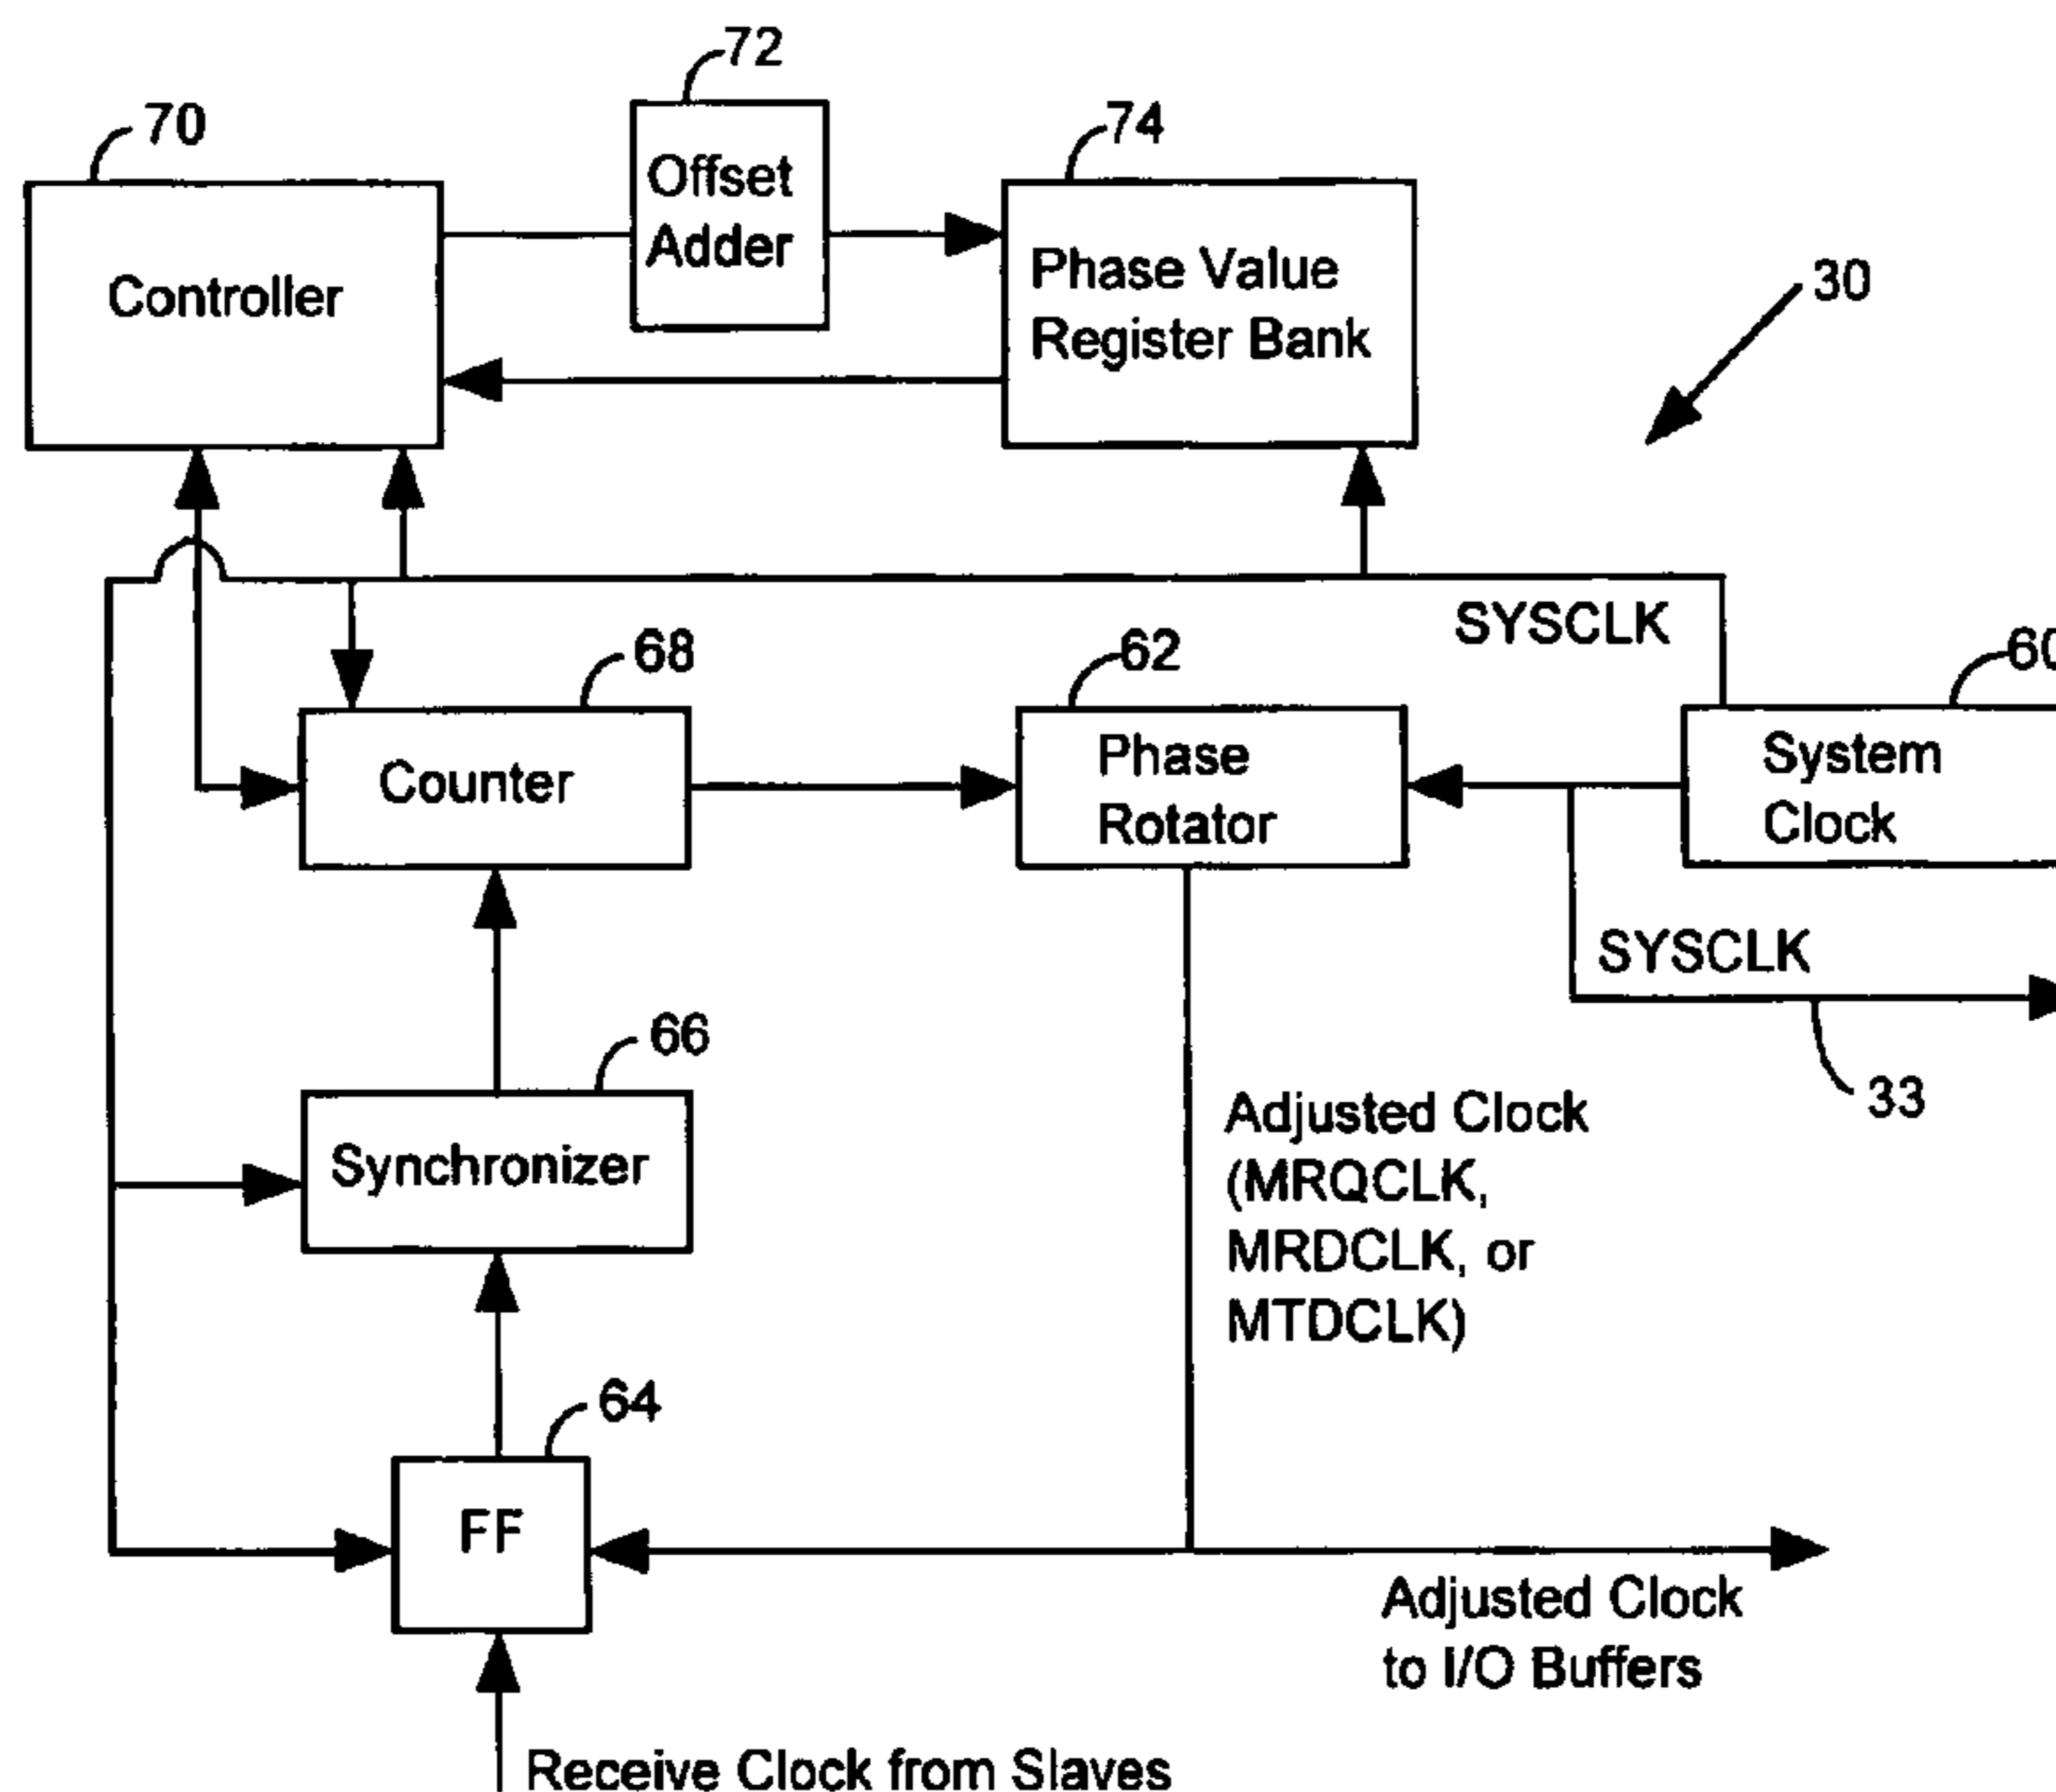 72
70
74
Offset
Adder
Controller
Phase Value
Register Bank
30
SYSCLK
68
62
60
Counter
Phase
Rotator
System
Clock
SYSCLK
33
66
Synchronizer
Adjusted Clock
(MRQCLK,
MRDCLK, or
MTDCLK)
64
FF
Adjusted Clock
to I/O Buffers
Receive Clock from Slaves